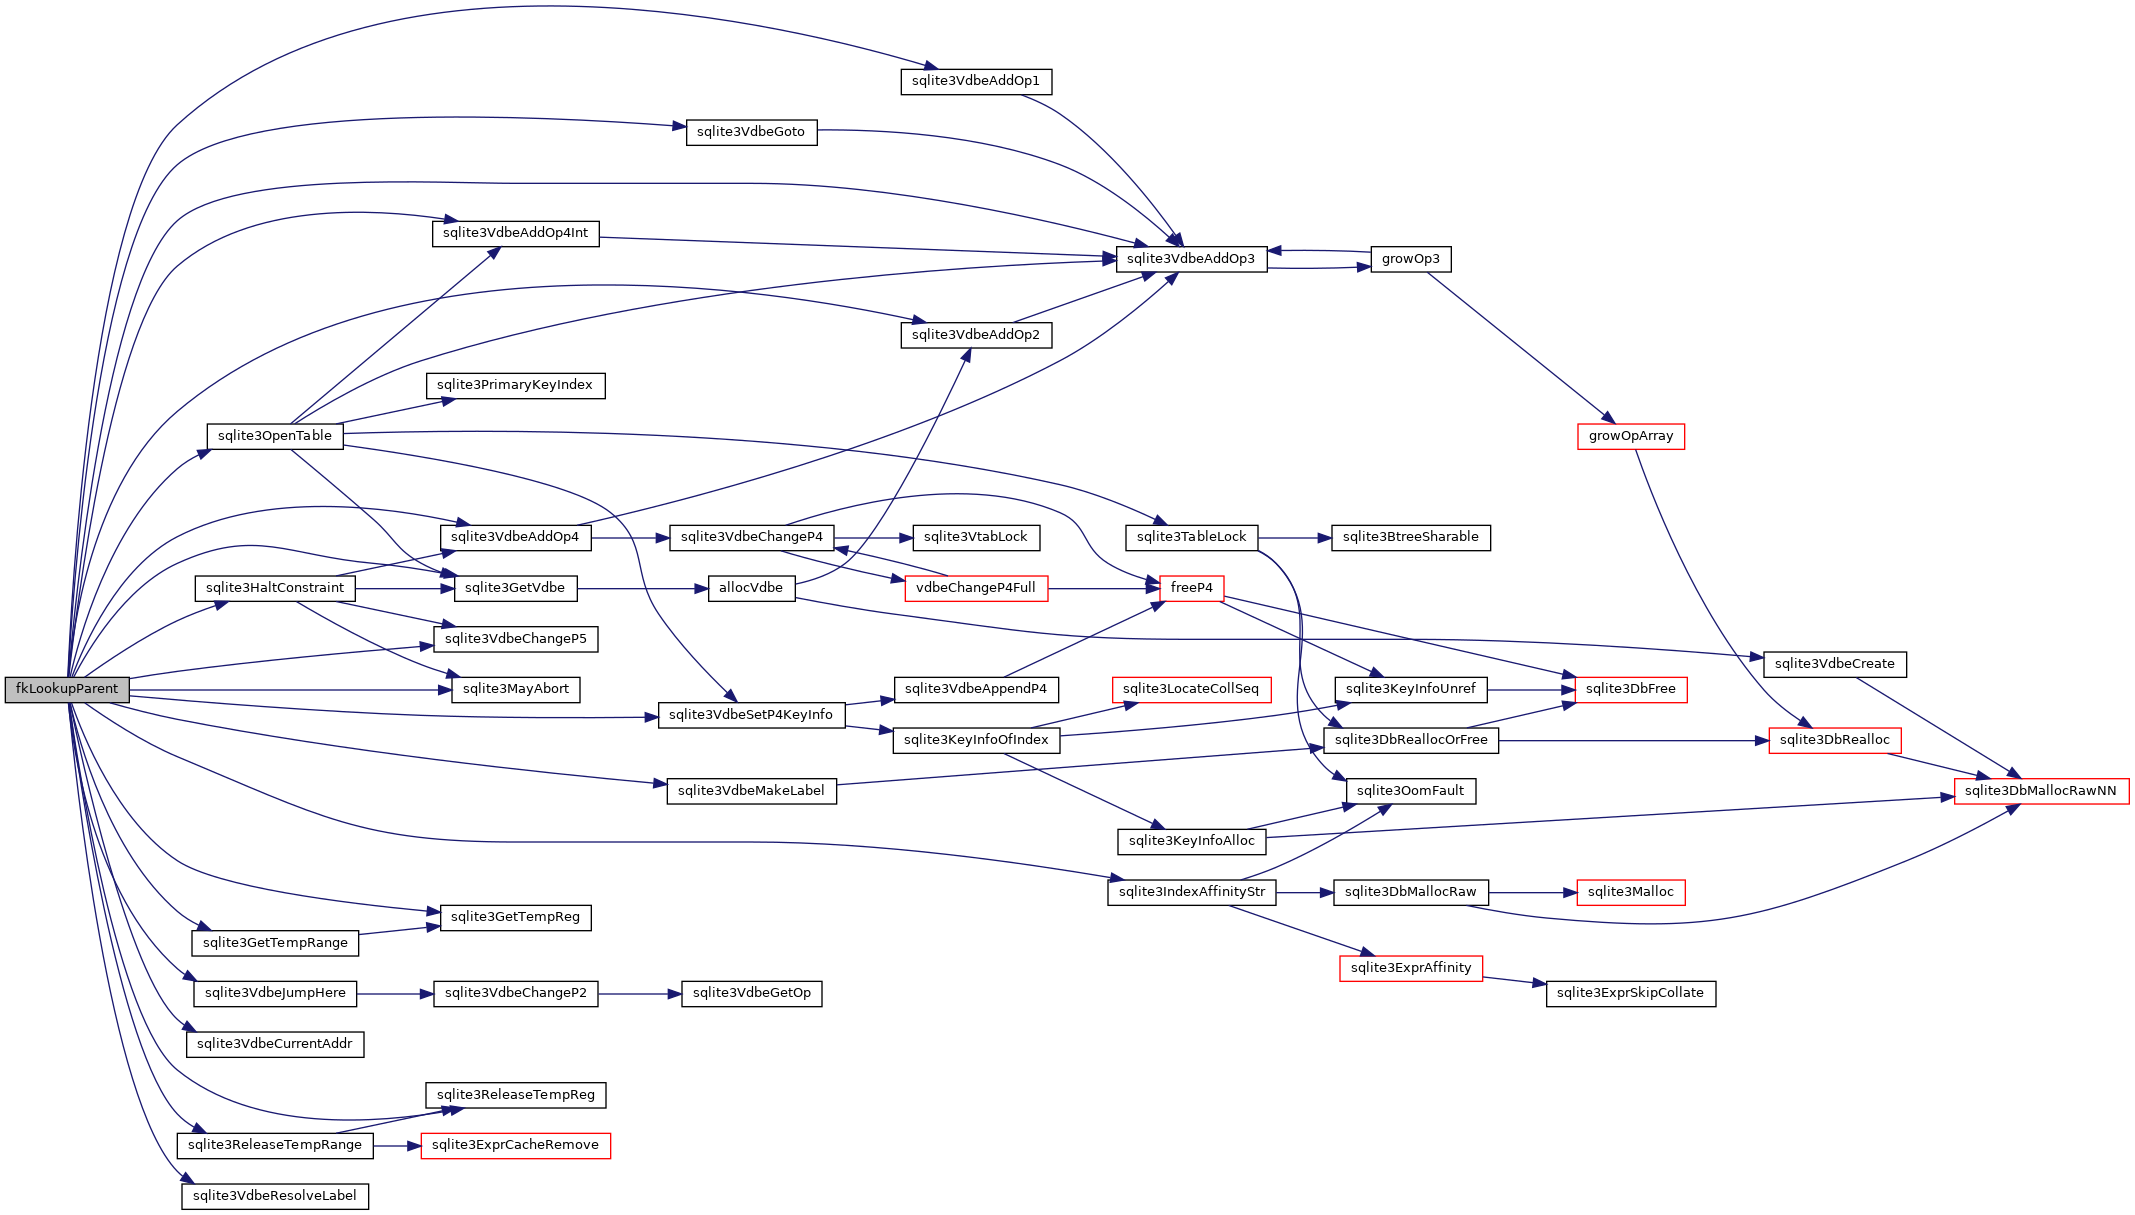 sqlite3VdbeAddOp1
sqlite3VdbeGoto
sqlite3VdbeAddOp4Int
sqlite3VdbeAddOp3
growOp3
sqlite3VdbeAddOp2
sqlite3PrimaryKeyIndex
sqlite3OpenTable
growOpArray
sqlite3VdbeAddOp4
sqlite3VdbeChangeP4
sqlite3VtabLock
sqlite3TableLock
sqlite3BtreeSharable
sqlite3HaltConstraint
sqlite3GetVdbe
allocVdbe
vdbeChangeP4Full
freeP4
sqlite3VdbeChangeP5
sqlite3VdbeCreate
fkLookupParent
sqlite3MayAbort
sqlite3VdbeAppendP4
sqlite3LocateCollSeq
sqlite3KeyInfoUnref
sqlite3DbFree
sqlite3VdbeSetP4KeyInfo
sqlite3KeyInfoOfIndex
sqlite3DbReallocOrFree
sqlite3DbRealloc
sqlite3VdbeMakeLabel
sqlite3OomFault
sqlite3DbMallocRawNN
sqlite3KeyInfoAlloc
sqlite3IndexAffinityStr
sqlite3DbMallocRaw
sqlite3Malloc
sqlite3GetTempReg
sqlite3GetTempRange
sqlite3ExprAffinity
sqlite3VdbeJumpHere
sqlite3VdbeChangeP2
sqlite3VdbeGetOp
sqlite3ExprSkipCollate
sqlite3VdbeCurrentAddr
sqlite3ReleaseTempReg
sqlite3ReleaseTempRange
sqlite3ExprCacheRemove
sqlite3VdbeResolveLabel